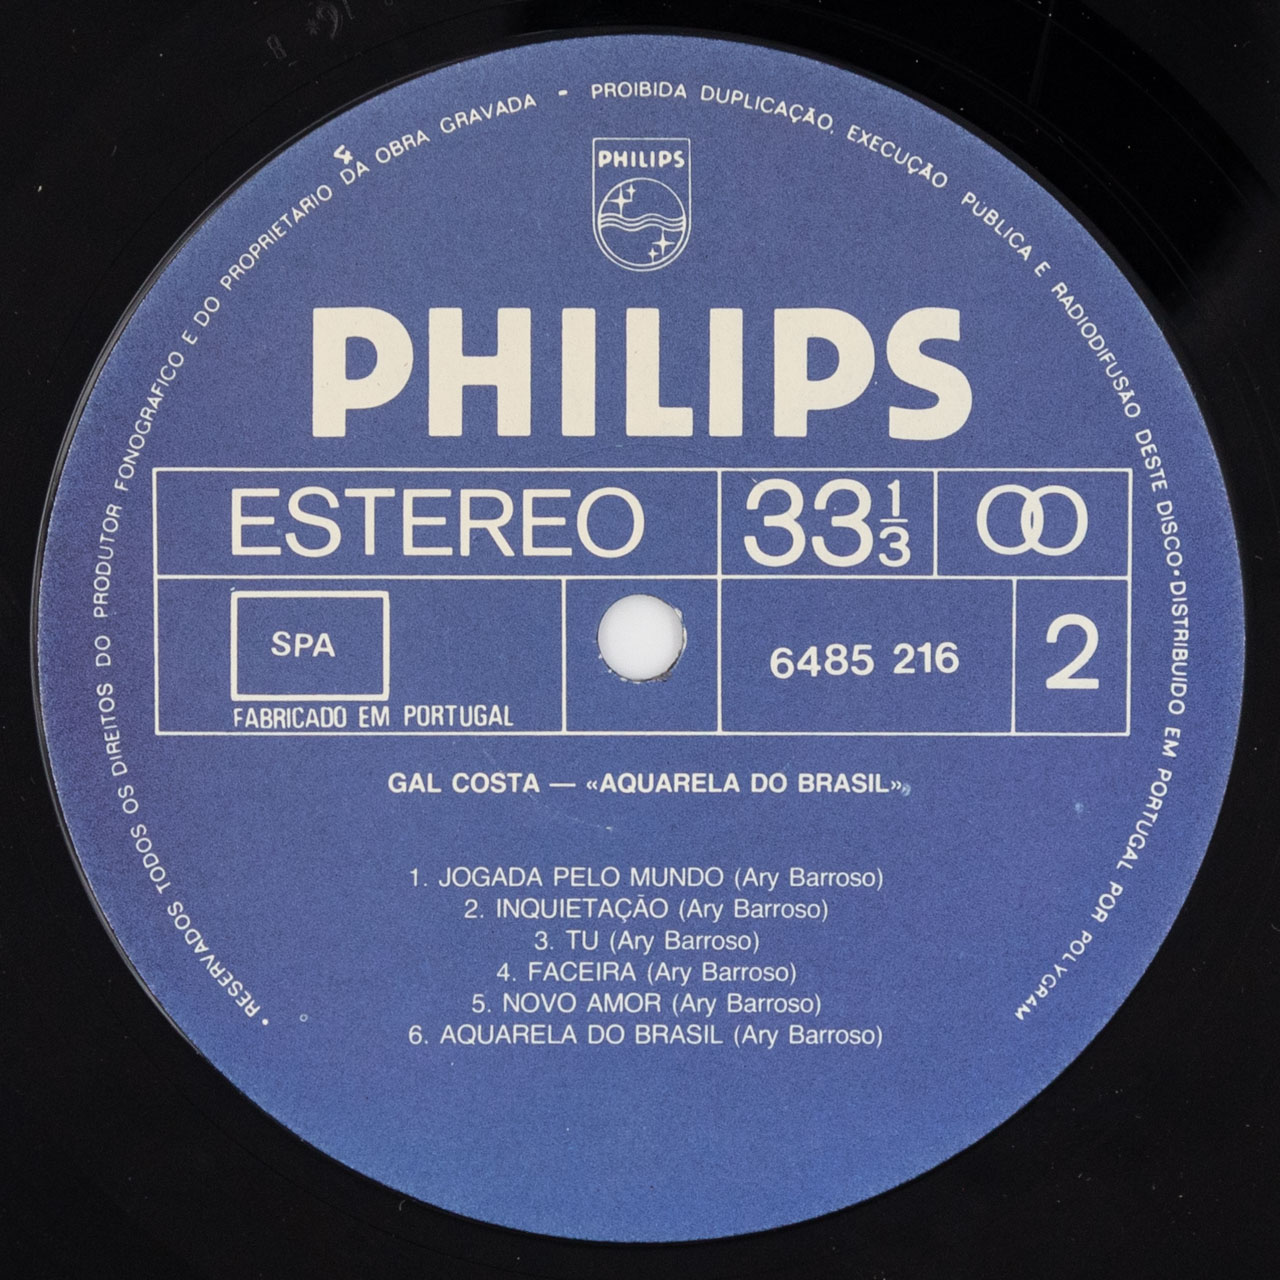 • RESERVADOS TODOS OS DIREITOS DO PRODUTOR FONOGRAFICO E DO PROPRIETARIO DA OBRA GRAVADA - PROIBIDA DUPLICAÇÃO, EXECUÇÃO PUBLICA E RADIODIFUSÃO DESTE DISCO • DISTRIBUIDO EM PORTUGAL POR POLYGRAM
4
PHILIPS
PHILIPS
ESTEREO 33 1/3
SPA
6485 216 2
FABRICADO EM PORTUGAL
GAL COSTA — «AQUARELA DO BRASIL»
1. JOGADA PELO MUNDO (Ary Barroso)
2. INQUIETAÇÃO (Ary Barroso)
3. TU (Ary Barroso)
4. FACEIRA (Ary Barroso)
5. NOVO AMOR (Ary Barroso)
6. AQUARELA DO BRASIL (Ary Barroso)